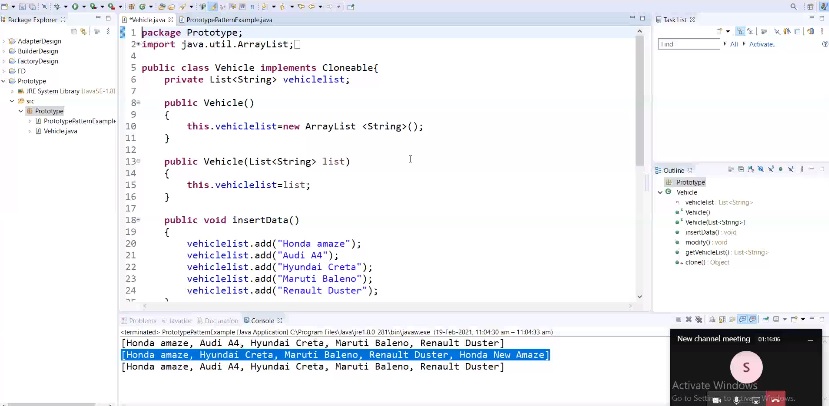 Package Explorer
AdapterDesign
BuilderDesign
FactoryDesign
Prototype
JRE System Library [JavaSE-1.8]
src
Prototype
PrototypePatternExample
Vehicle.java
*Vehicle.java
PrototypePatternExample.java
1 package Prototype;
2 import java.util.ArrayList;
4
5 public class Vehicle implements Cloneable{
6 private List<String> vehiclelist;
7
8 public Vehicle()
9 {
10 this.vehiclelist=new ArrayList <String>();
11 }
12
13 public Vehicle(List<String> list)
14 {
15 this.vehiclelist=list;
16 }
17
18 public void insertData()
19 {
20 vehiclelist.add("Honda amaze");
21 vehiclelist.add("Audi A4");
22 vehiclelist.add("Hyundai Creta");
23 vehiclelist.add("Maruti Baleno");
24 vehiclelist.add("Renault Duster");
Task List
Find
All
Activate.
Outline
Prototype
Vehicle
vehiclelist : List<String>
Vehicle()
Vehicle(List<String>)
insertData() : void
modify() : void
getVehicleList() : List<String>
clone() : Object
Problems
Javadoc
Declaration
Console
<terminated> PrototypePatternExample [Java Application] C:\Program Files\Java\jre1.8.0_281\bin\javaw.exe (19-Feb-2021, 11:04:30 am – 11:04:33 am)
[Honda amaze, Audi A4, Hyundai Creta, Maruti Baleno, Renault Duster]
[Honda amaze, Hyundai Creta, Maruti Baleno, Renault Duster, Honda New Amaze]
[Honda amaze, Audi A4, Hyundai Creta, Maruti Baleno, Renault Duster]
New channel meeting
01:16:06
S
Activate Windows
Go to Settings to activate Windows.